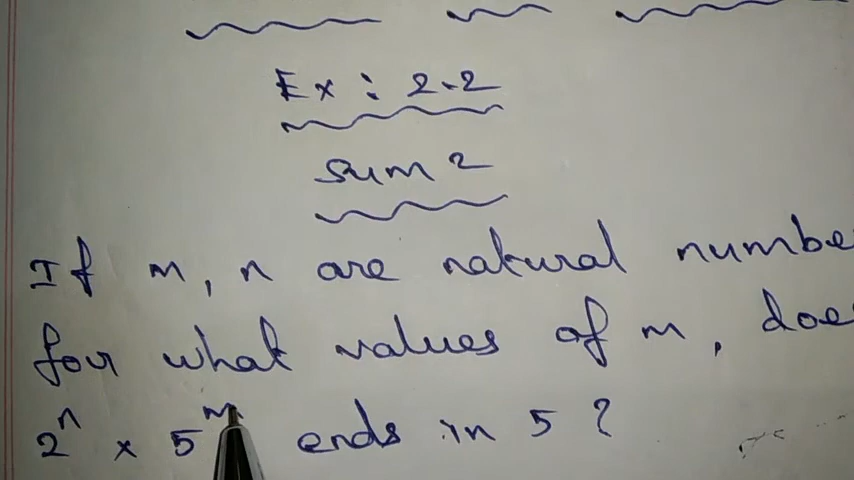 Ex : 2.2
Sum 2
If m, n are natural numbe
for what values of m, doe
2^n × 5^m ends in 5 ?